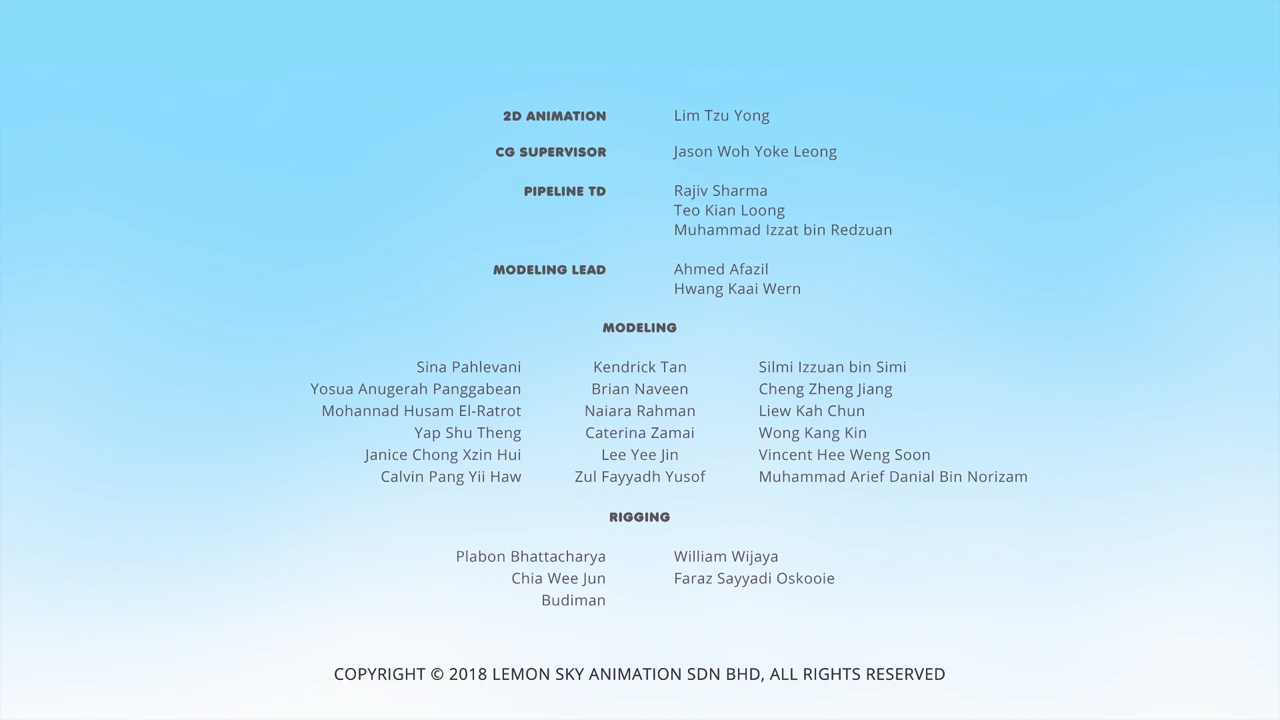 2D ANIMATION Lim Tzu Yong
CG SUPERVISOR Jason Woh Yoke Leong
PIPELINE TD Rajiv Sharma
Teo Kian Loong
Muhammad Izzat bin Redzuan
MODELING LEAD Ahmed Afazil
Hwang Kaai Wern
MODELING
Sina Pahlevani Kendrick Tan Silmi Izzuan bin Simi
Yosua Anugerah Panggabean Brian Naveen Cheng Zheng Jiang
Mohannad Husam El-Ratrot Naiara Rahman Liew Kah Chun
Yap Shu Theng Caterina Zamai Wong Kang Kin
Janice Chong Xzin Hui Lee Yee Jin Vincent Hee Weng Soon
Calvin Pang Yii Haw Zul Fayyadh Yusof Muhammad Arief Danial Bin Norizam
RIGGING
Plabon Bhattacharya William Wijaya
Chia Wee Jun Faraz Sayyadi Oskooie
Budiman
COPYRIGHT © 2018 LEMON SKY ANIMATION SDN BHD, ALL RIGHTS RESERVED